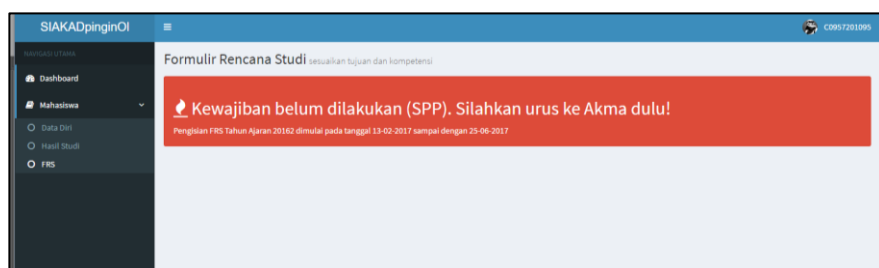 SIAKADpinginOl
C0957201095
NAVIGASI UTAMA
Dashboard
Mahasiswa
Data Diri
Hasil Studi
FRS
Formulir Rencana Studi sesuaikan tujuan dan kompetensi
Kewajiban belum dilakukan (SPP). Silahkan urus ke Akma dulu!
Pengisian FRS Tahun Ajaran 20162 dimulai pada tanggal 13-02-2017 sampai dengan 25-06-2017